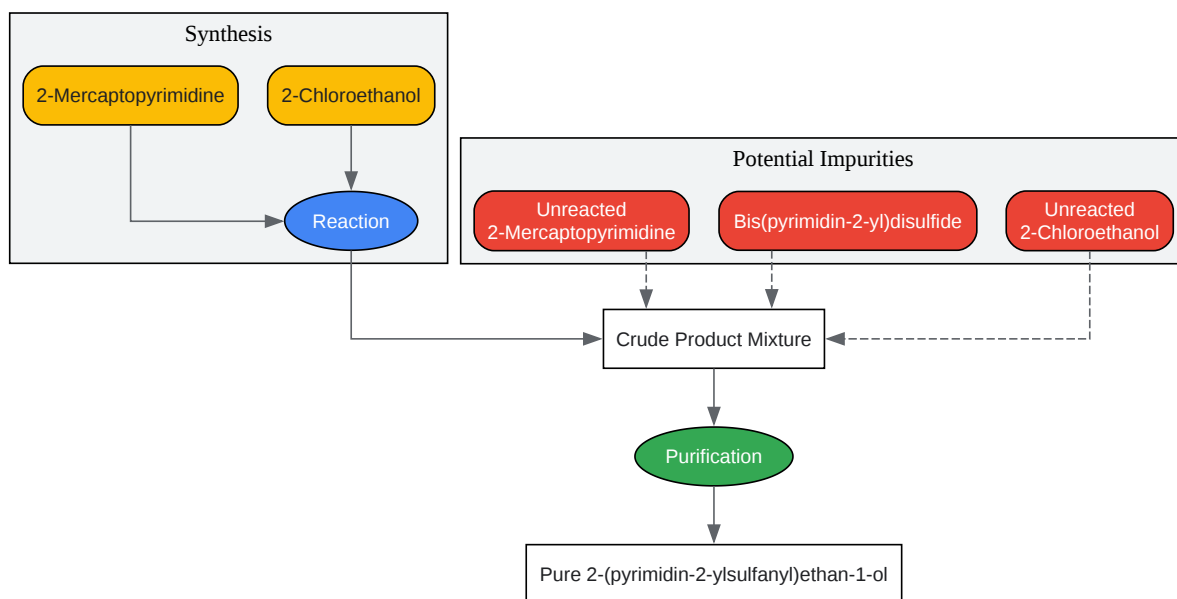 Synthesis
2-Mercaptopyrimidine
2-Chloroethanol
Reaction
Potential Impurities
Unreacted
2-Mercaptopyrimidine
Bis(pyrimidin-2-yl)disulfide
Unreacted
2-Chloroethanol
Crude Product Mixture
Purification
Pure 2-(pyrimidin-2-ylsulfanyl)ethan-1-ol